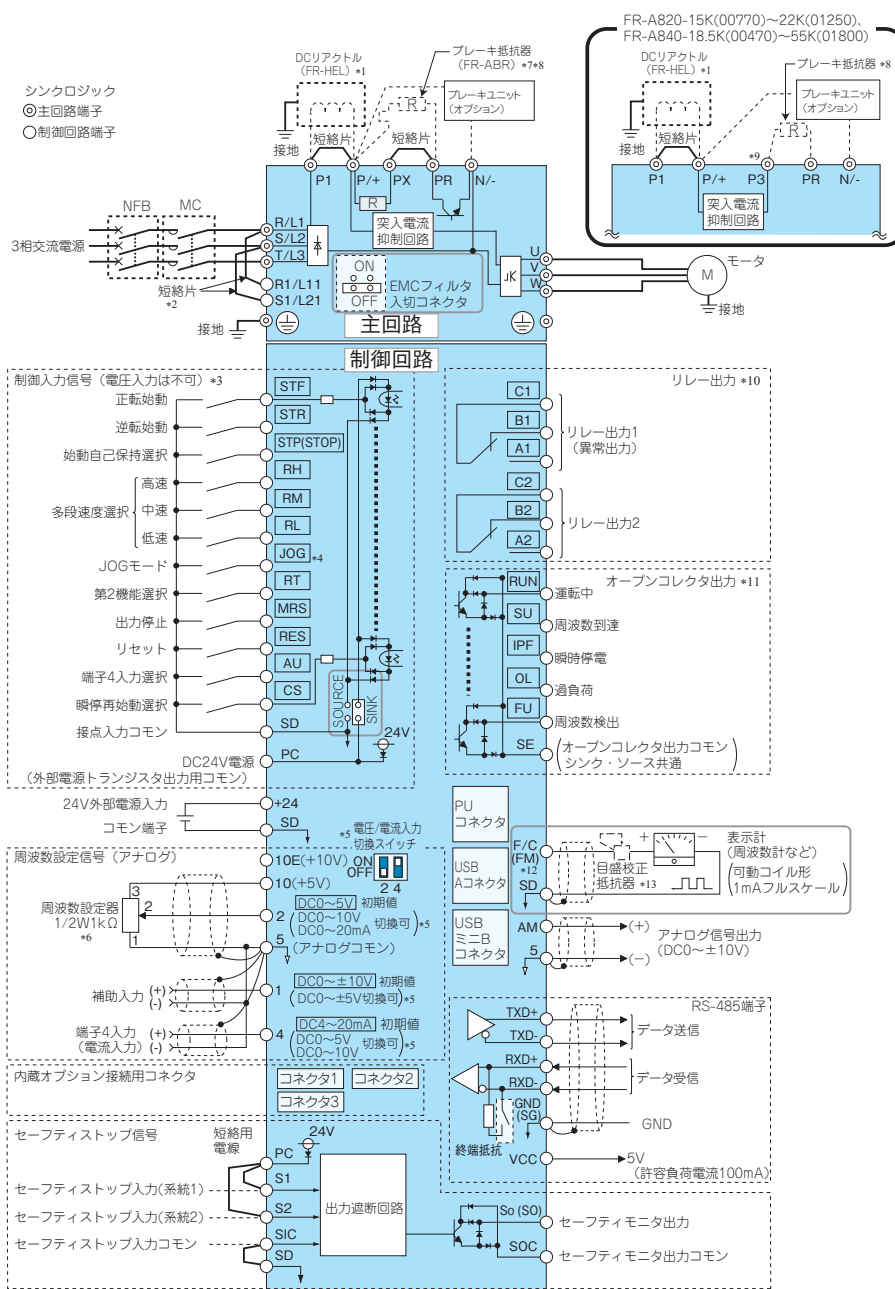 シンクロジック
◎主回路端子
○制御回路端子
DCリアクトル
(FR-HEL) *1
ブレーキ抵抗器
(FR-ABR) *7*8
ブレーキユニット
(オプション)
R
接地
短絡片
短絡片
P1
P/+
PX
PR
N/-
R
突入電流
抑制回路
FR-A820-15K(00770)~22K(01250)、
FR-A840-18.5K(00470)~55K(01800)
DCリアクトル
(FR-HEL) *1
ブレーキ抵抗器 *8
ブレーキユニット
(オプション)
R
接地
短絡片
*9
P1
P/+
P3
PR
N/-
突入電流
抑制回路
NFB
MC
3相交流電源
R/L1
S/L2
T/L3
R1/L11
S1/L21
短絡片
*2
接地
ON
OFF
EMCフィルタ
入切コネクタ
主回路
U
V
W
M
モータ
接地
制御回路
制御入力信号(電圧入力は不可) *3
正転始動
STF
逆転始動
STR
始動自己保持選択
STP(STOP)
多段速度選択
高速
RH
中速
RM
低速
RL
JOGモード
JOG
*4
第2機能選択
RT
出力停止
MRS
リセット
RES
端子4入力選択
AU
瞬停再始動選択
CS
接点入力コモン
SD
SOURCE
SINK
24V
DC24V電源
(外部電源トランジスタ出力用コモン)
PC
リレー出力 *10
C1
B1
A1
リレー出力1
(異常出力)
C2
B2
A2
リレー出力2
オープンコレクタ出力 *11
RUN
運転中
SU
周波数到達
IPF
瞬時停電
OL
過負荷
FU
周波数検出
SE
(オープンコレクタ出力コモン
シンク・ソース共通)
24V外部電源入力
+24
コモン端子
SD
*5 電圧/電流入力
切換スイッチ
ON
OFF
2 4
周波数設定信号(アナログ)
10E(+10V)
10(+5V)
周波数設定器
1/2W1kΩ
*6
3
2
1
2
DC0~5V 初期値
(DC0~10V
DC0~20mA 切換可)*5
5
(アナログコモン)
補助入力
(+)
(-)
1
DC0~±10V 初期値
(DC0~±5V切換可)*5
端子4入力
(電流入力)
(+)
(-)
4
DC4~20mA 初期値
(DC0~5V
DC0~10V 切換可)*5
PU
コネクタ
USB
Aコネクタ
USB
ミニB
コネクタ
F/C
(FM)
*12
SD
+
-
目盛校正
抵抗器 *13
表示計
(周波数計など)
(可動コイル形
1mAフルスケール)
AM
5
(+)
(-)
アナログ信号出力
(DC0~±10V)
RS-485端子
TXD+
TXD-
データ送信
RXD+
RXD-
データ受信
GND
(SG)
GND
終端抵抗
VCC
5V
(許容負荷電流100mA)
内蔵オプション接続用コネクタ
コネクタ1
コネクタ2
コネクタ3
セーフティストップ信号
短絡用
電線
24V
PC
S1
セーフティストップ入力(系統1)
S2
セーフティストップ入力(系統2)
SIC
セーフティストップ入力コモン
SD
出力遮断回路
So (SO)
セーフティモニタ出力
SOC
セーフティモニタ出力コモン